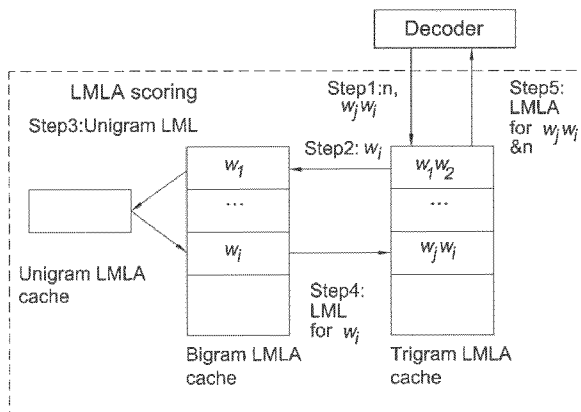 Decoder
LMLA scoring
Step1:n,
wjwi
Step5:
LMLA
for wjwi
&n
Step3:Unigram LML
Step2: wi
w1
w1w2
...
...
wi
wjwi
Unigram LMLA
cache
Step4:
LML
for wi
Bigram LMLA
cache
Trigram LMLA
cache